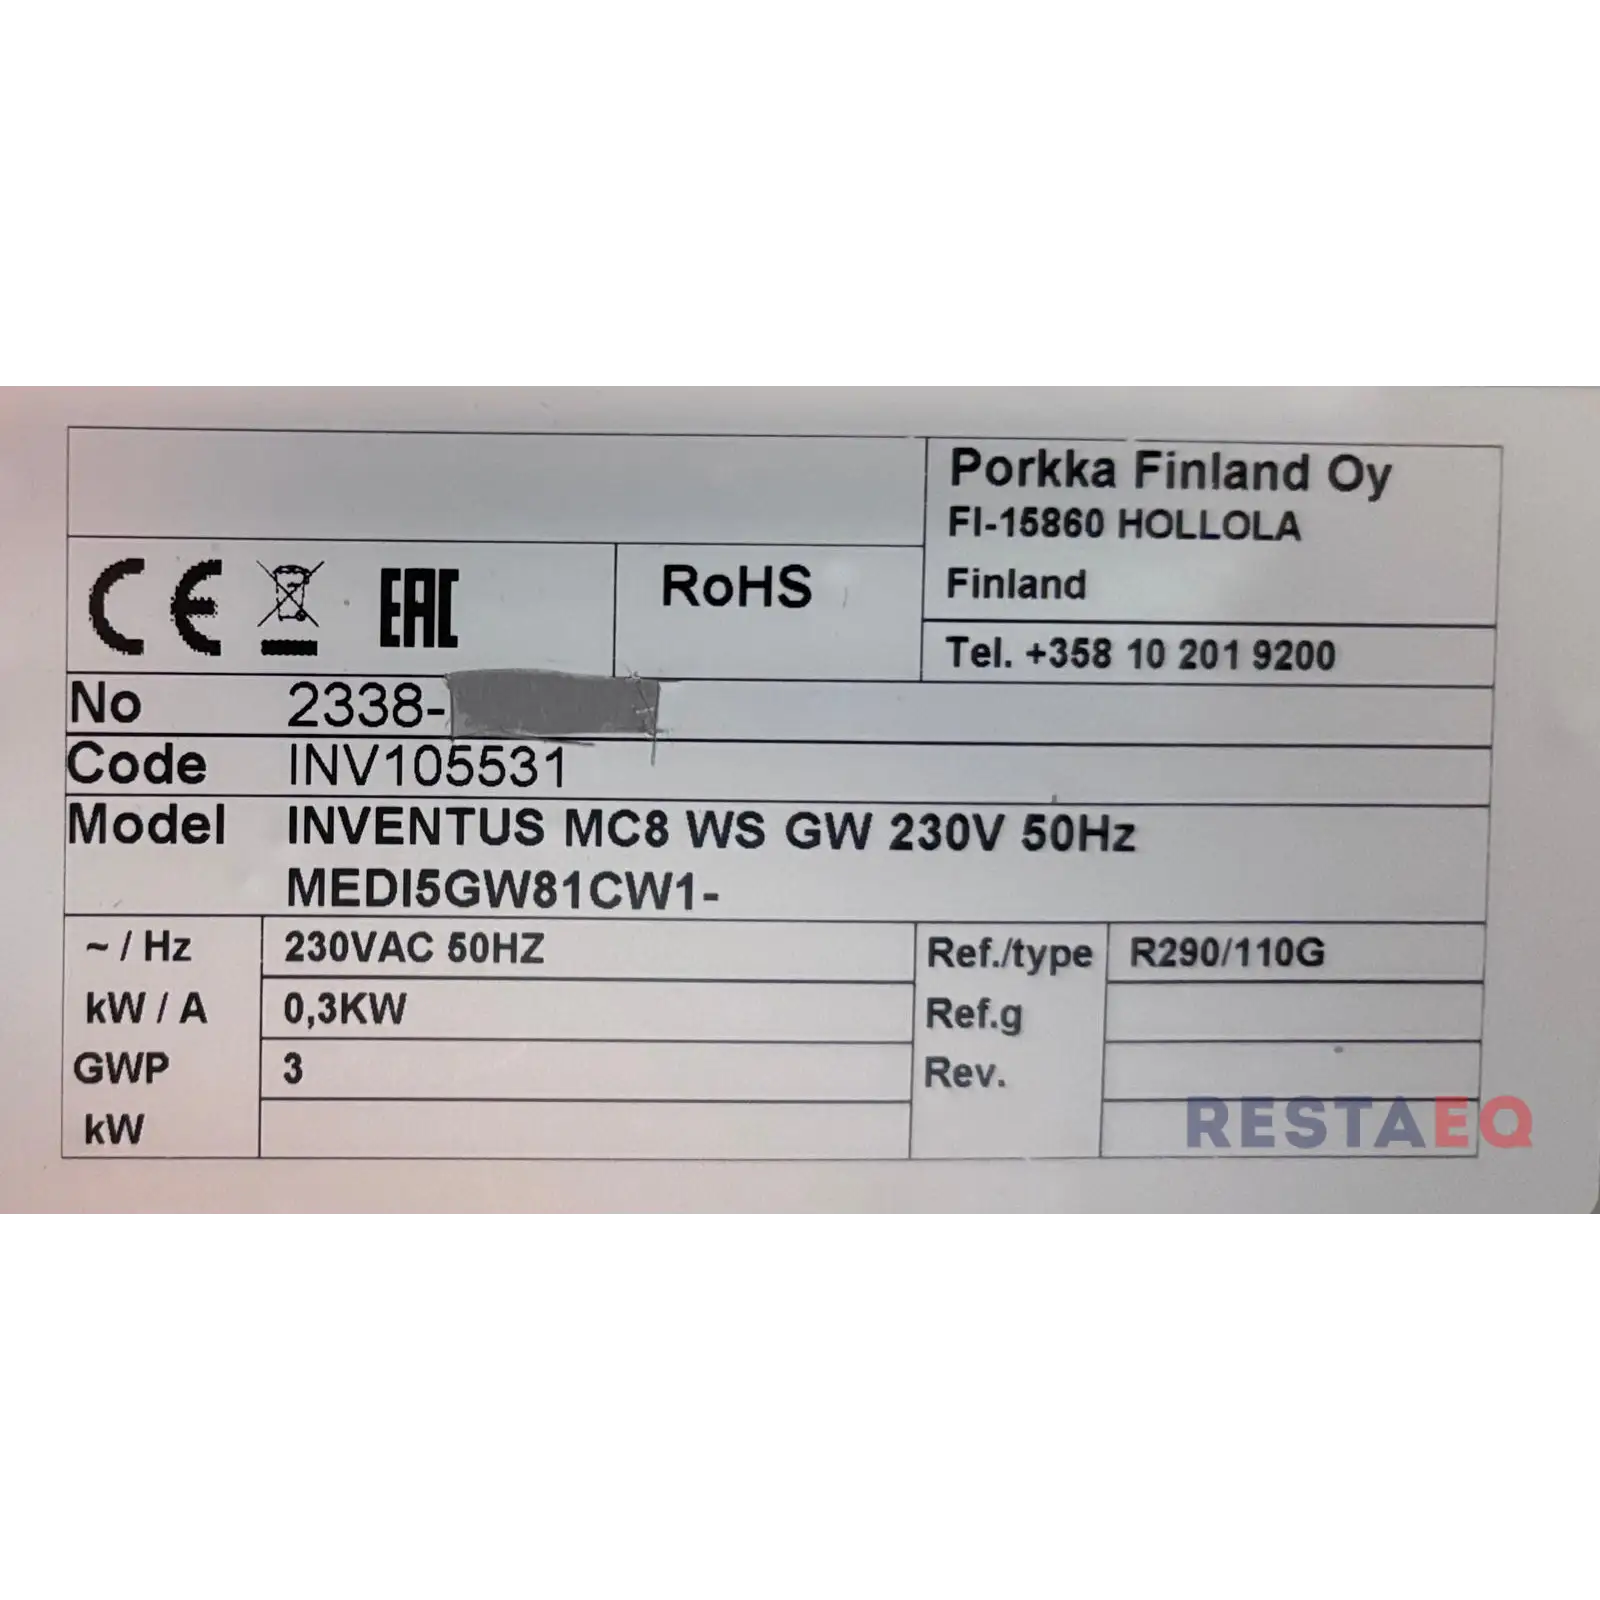 Porkka Finland Oy
FI-15860 HOLLOLA
Finland
Tel. +358 10 201 9200
CE EAC RoHS
No 2338-
Code INV105531
Model INVENTUS MC8 WS GW 230V 50Hz
MEDI5GW81CW1-
~ / Hz 230VAC 50HZ Ref./type R290/110G
kW / A 0,3KW Ref.g
GWP 3 Rev.
kW
RESTAEQ